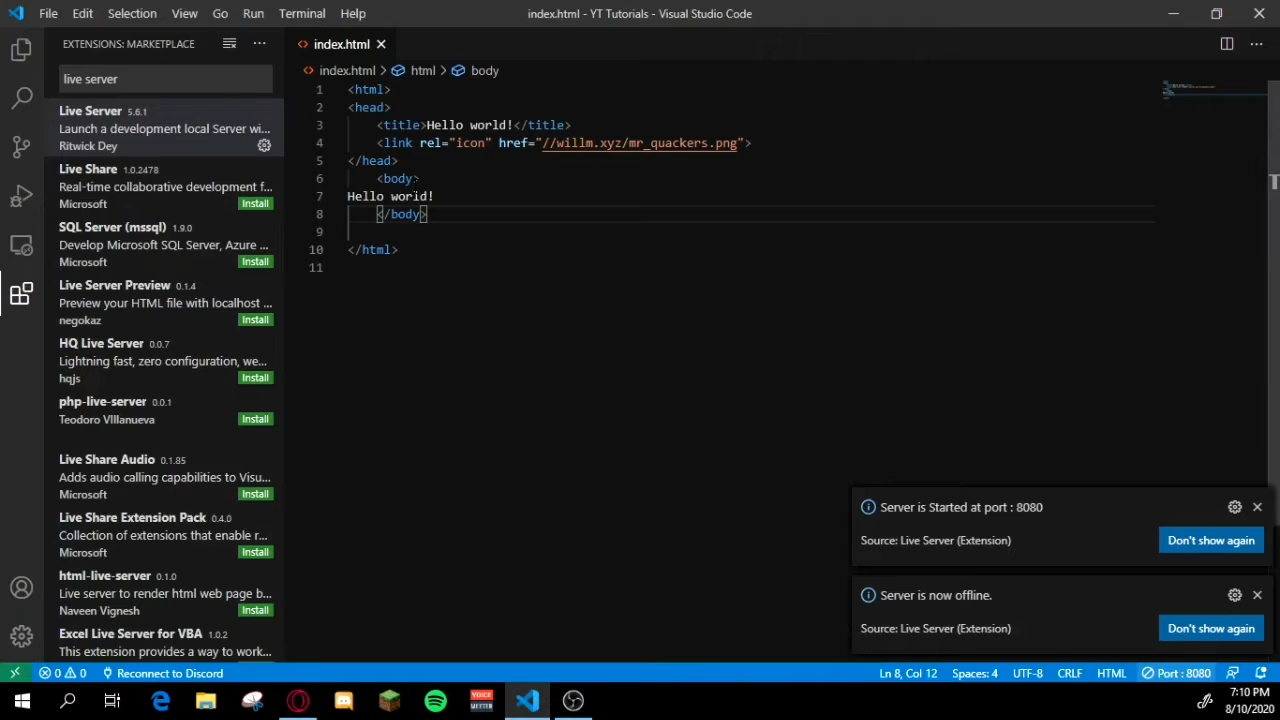 File Edit Selection View Go Run Terminal Help
index.html - YT Tutorials - Visual Studio Code
EXTENSIONS: MARKETPLACE
live server
Live Server 5.6.1
Launch a development local Server wi...
Ritwick Dey
Live Share 1.0.2478
Real-time collaborative development f...
Microsoft Install
SQL Server (mssql) 1.9.0
Develop Microsoft SQL Server, Azure ...
Microsoft Install
Live Server Preview 0.1.4
Preview your HTML file with localhost ...
negokaz Install
HQ Live Server 0.0.7
Lightning fast, zero configuration, we...
hqjs Install
php-live-server 0.0.1
Teodoro VIllanueva Install
Live Share Audio 0.1.85
Adds audio calling capabilities to Visu...
Microsoft Install
Live Share Extension Pack 0.4.0
Collection of extensions that enable r...
Microsoft Install
html-live-server 0.1.0
Live server to render html web page b...
Naveen Vignesh Install
Excel Live Server for VBA 1.0.2
This extension provides a way to work...
index.html
index.html > html > body
1 <html>
2 <head>
3 <title>Hello world!</title>
4 <link rel="icon" href="//willm.xyz/mr_quackers.png">
5 </head>
6 <body>
7 Hello world!
8 </body>
9
10 </html>
11
Server is Started at port : 8080
Source: Live Server (Extension) Don't show again
Server is now offline.
Source: Live Server (Extension) Don't show again
0 0 Reconnect to Discord Ln 8, Col 12 Spaces: 4 UTF-8 CRLF HTML Port : 8080
VOICE
MEETER
7:10 PM
8/10/2020